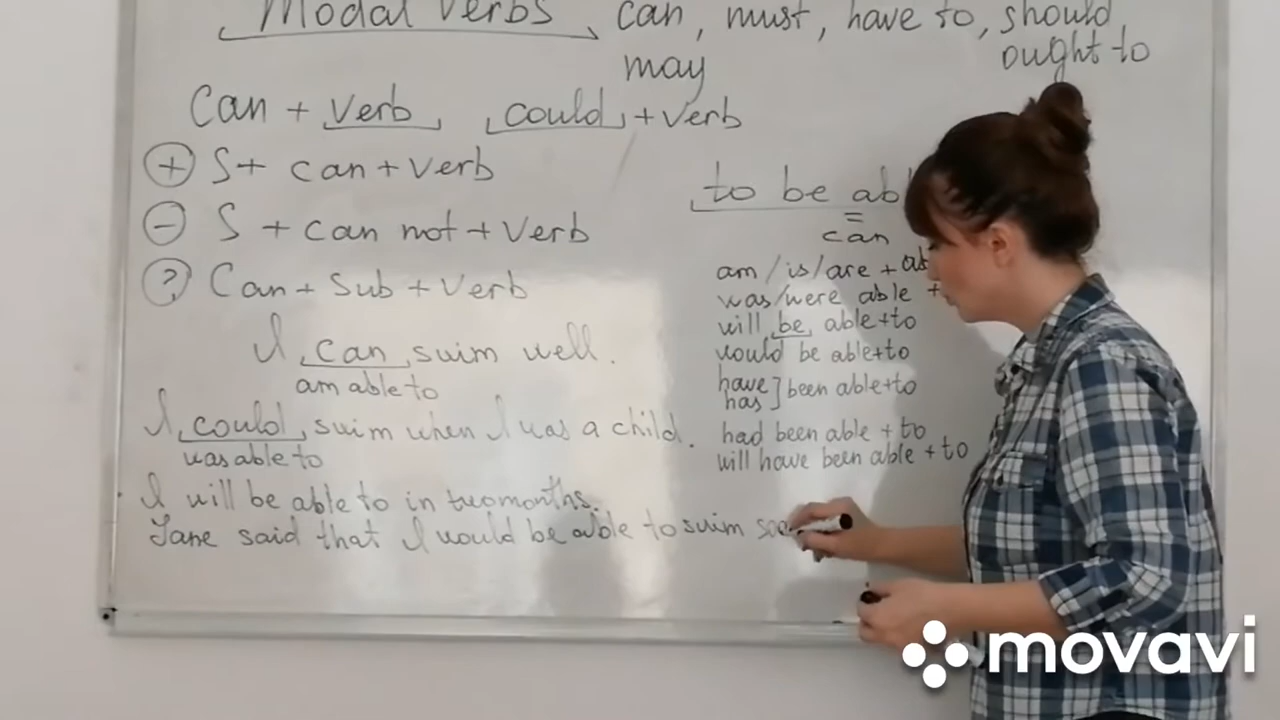 Modal Verbs can, must, have to, should,
may ought to
Can + verb could + verb
+ S + can + verb
- S + can not + verb
? Can + Sub + verb
to be
=
can
am/is/are +
was/were able +
will be able + to
would be able + to
have
has ] been able + to
had been able + to
will have been able + to
I can swim well.
am able to
I could swim when I was a child.
was able to
I will be able to in two months.
Jane said that I would be able to swim
movavi